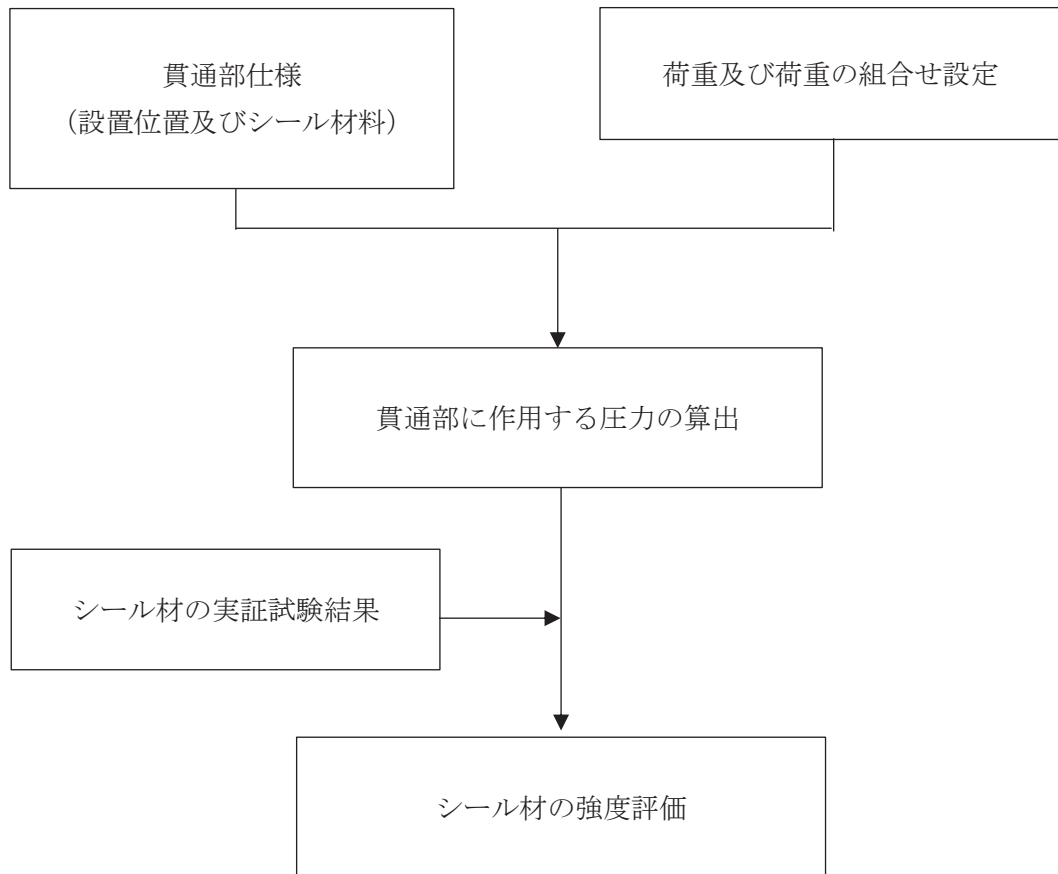 貫通部仕様
（設置位置及びシール材料）
荷重及び荷重の組合せ設定
貫通部に作用する圧力の算出
シール材の実証試験結果
シール材の強度評価